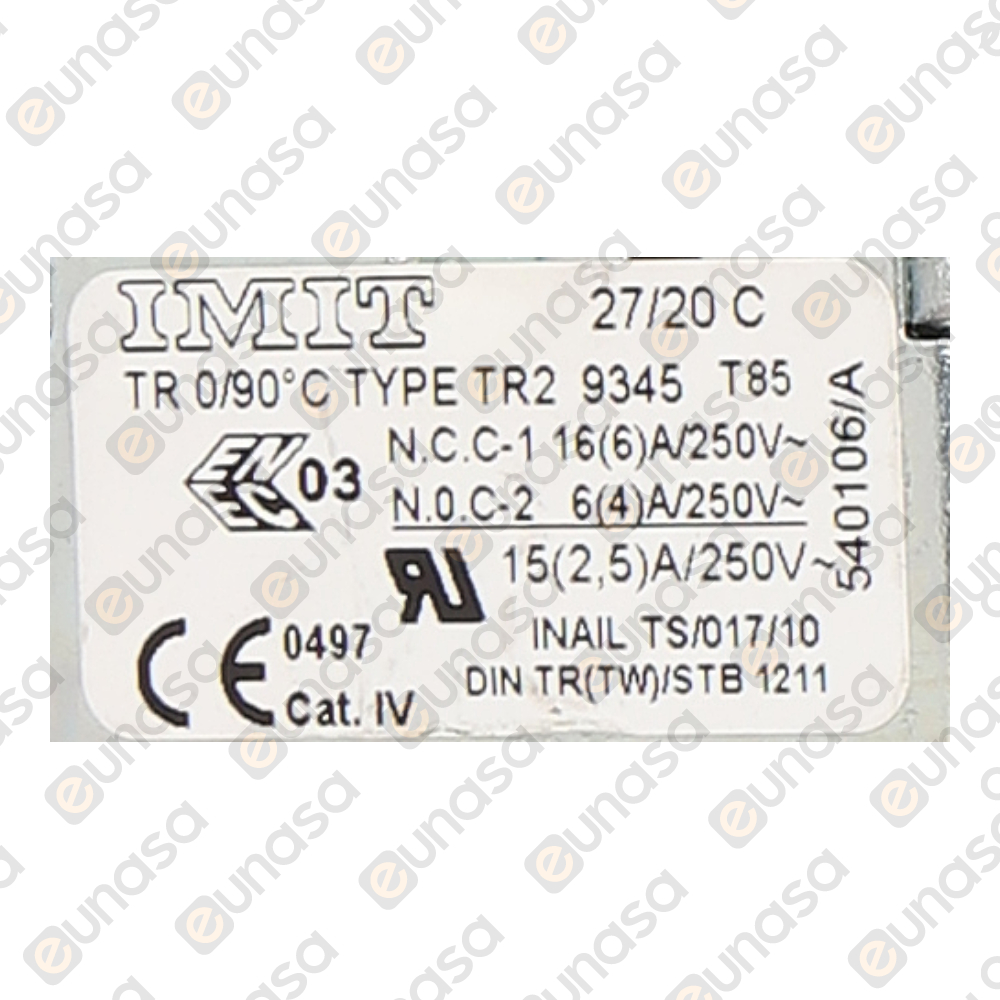 IMIT 27/20 C
TR 0/90°C TYPE TR2 9345 T85
N.C.C-1 16(6)A/250V~
03
N.O.C-2 6(4)A/250V~
15(2,5)A/250V~
540106/A
INAIL TS/017/10
CE 0497
DIN TR(TW)/STB 1211
Cat. IV
eunasa